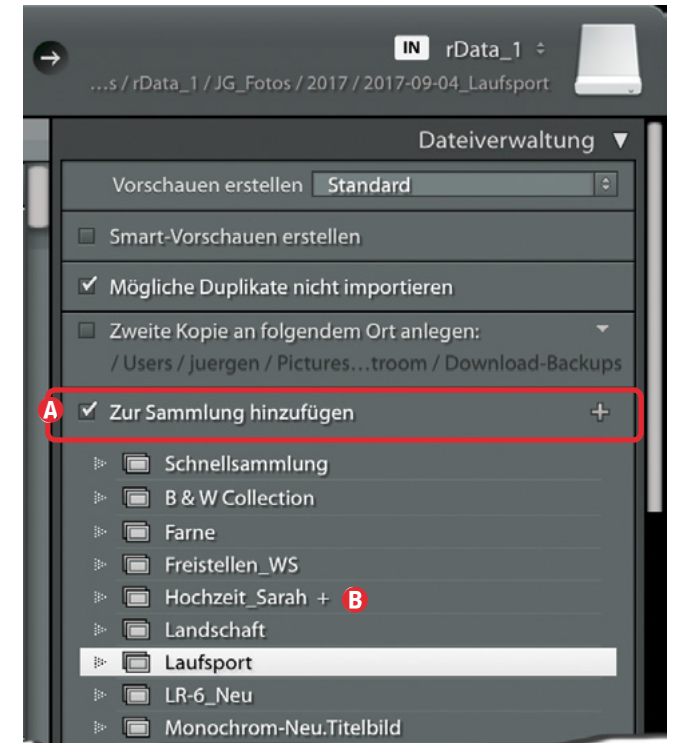 IN rData_1
…s / rData_1 / JG_Fotos / 2017 / 2017-09-04_Laufsport
Dateiverwaltung ▼
Vorschauen erstellen Standard
Smart-Vorschauen erstellen
Mögliche Duplikate nicht importieren
Zweite Kopie an folgendem Ort anlegen:
/ Users / juergen / Pictures…troom / Download-Backups
A Zur Sammlung hinzufügen +
Schnellsammlung
B & W Collection
Farne
Freistellen_WS
Hochzeit_Sarah + B
Landschaft
Laufsport
LR-6_Neu
Monochrom-Neu.Titelbild